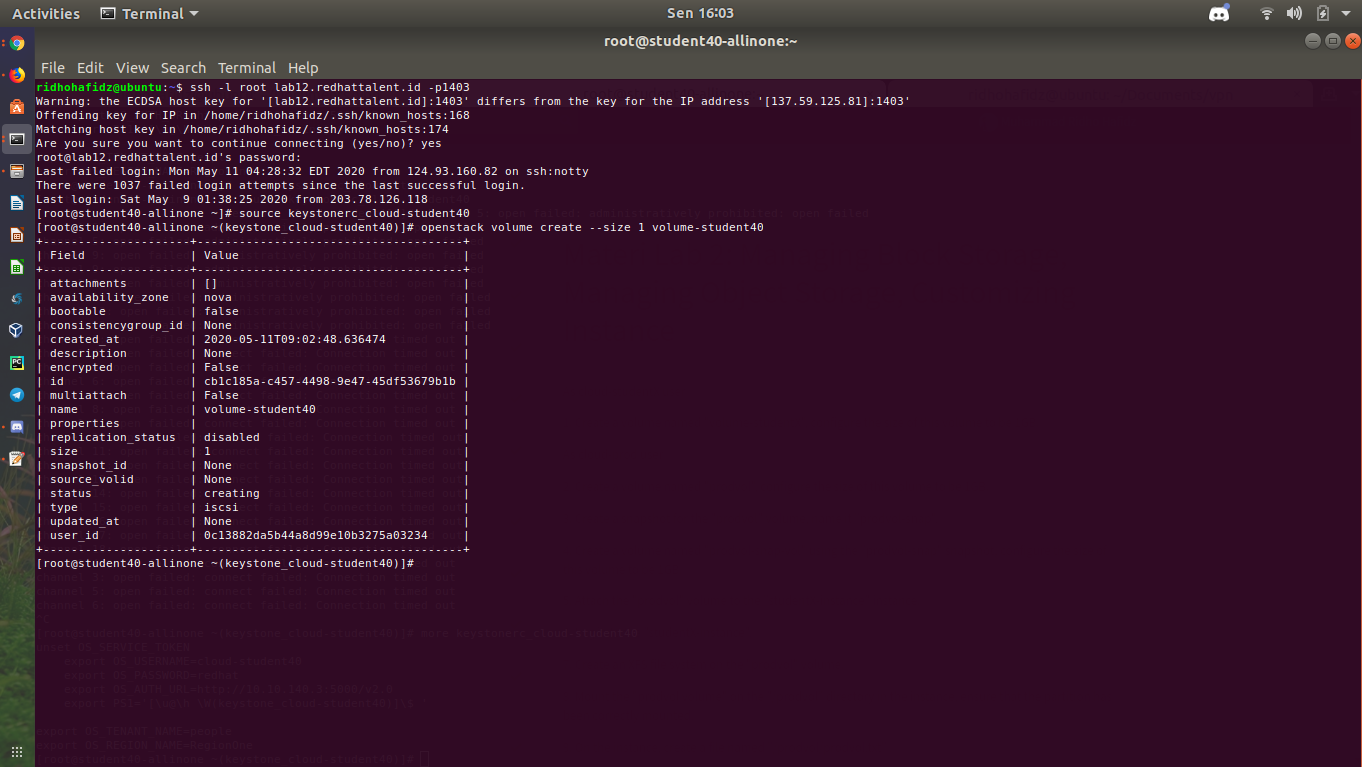 Activities Terminal Sen 16:03
root@student40-allinone:~
File Edit View Search Terminal Help
ridhohafidz@ubuntu:~$ ssh -l root lab12.redhattalent.id -p1403
Warning: the ECDSA host key for '[lab12.redhattalent.id]:1403' differs from the key for the IP address '[137.59.125.81]:1403'
Offending key for IP in /home/ridhohafidz/.ssh/known_hosts:168
Matching host key in /home/ridhohafidz/.ssh/known_hosts:174
Are you sure you want to continue connecting (yes/no)? yes
root@lab12.redhattalent.id's password:
Last failed login: Mon May 11 04:28:32 EDT 2020 from 124.93.160.82 on ssh:notty
There were 1037 failed login attempts since the last successful login.
Last login: Sat May  9 01:38:25 2020 from 203.78.126.118
[root@student40-allinone ~]# source keystonerc_cloud-student40
[root@student40-allinone ~(keystone_cloud-student40)]# openstack volume create --size 1 volume-student40
+---------------------+--------------------------------------+
| Field               | Value                                |
+---------------------+--------------------------------------+
| attachments         | []                                   |
| availability_zone   | nova                                 |
| bootable            | false                                |
| consistencygroup_id | None                                 |
| created_at          | 2020-05-11T09:02:48.636474           |
| description         | None                                 |
| encrypted           | False                                |
| id                  | cb1c185a-c457-4498-9e47-45df53679b1b |
| multiattach         | False                                |
| name                | volume-student40                     |
| properties          |                                      |
| replication_status  | disabled                             |
| size                | 1                                    |
| snapshot_id         | None                                 |
| source_volid        | None                                 |
| status              | creating                             |
| type                | iscsi                                |
| updated_at          | None                                 |
| user_id             | 0c13882da5b44a8d99e10b3275a03234     |
+---------------------+--------------------------------------+
[root@student40-allinone ~(keystone_cloud-student40)]#